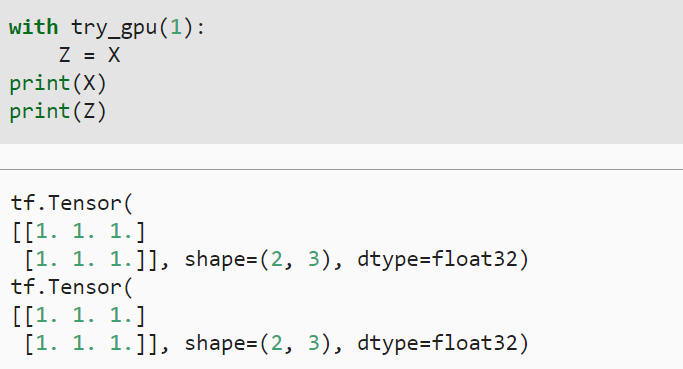 with try_gpu(1):
    Z = X
print(X)
print(Z)
tf.Tensor(
[[1. 1. 1.]
 [1. 1. 1.]], shape=(2, 3), dtype=float32)
tf.Tensor(
[[1. 1. 1.]
 [1. 1. 1.]], shape=(2, 3), dtype=float32)